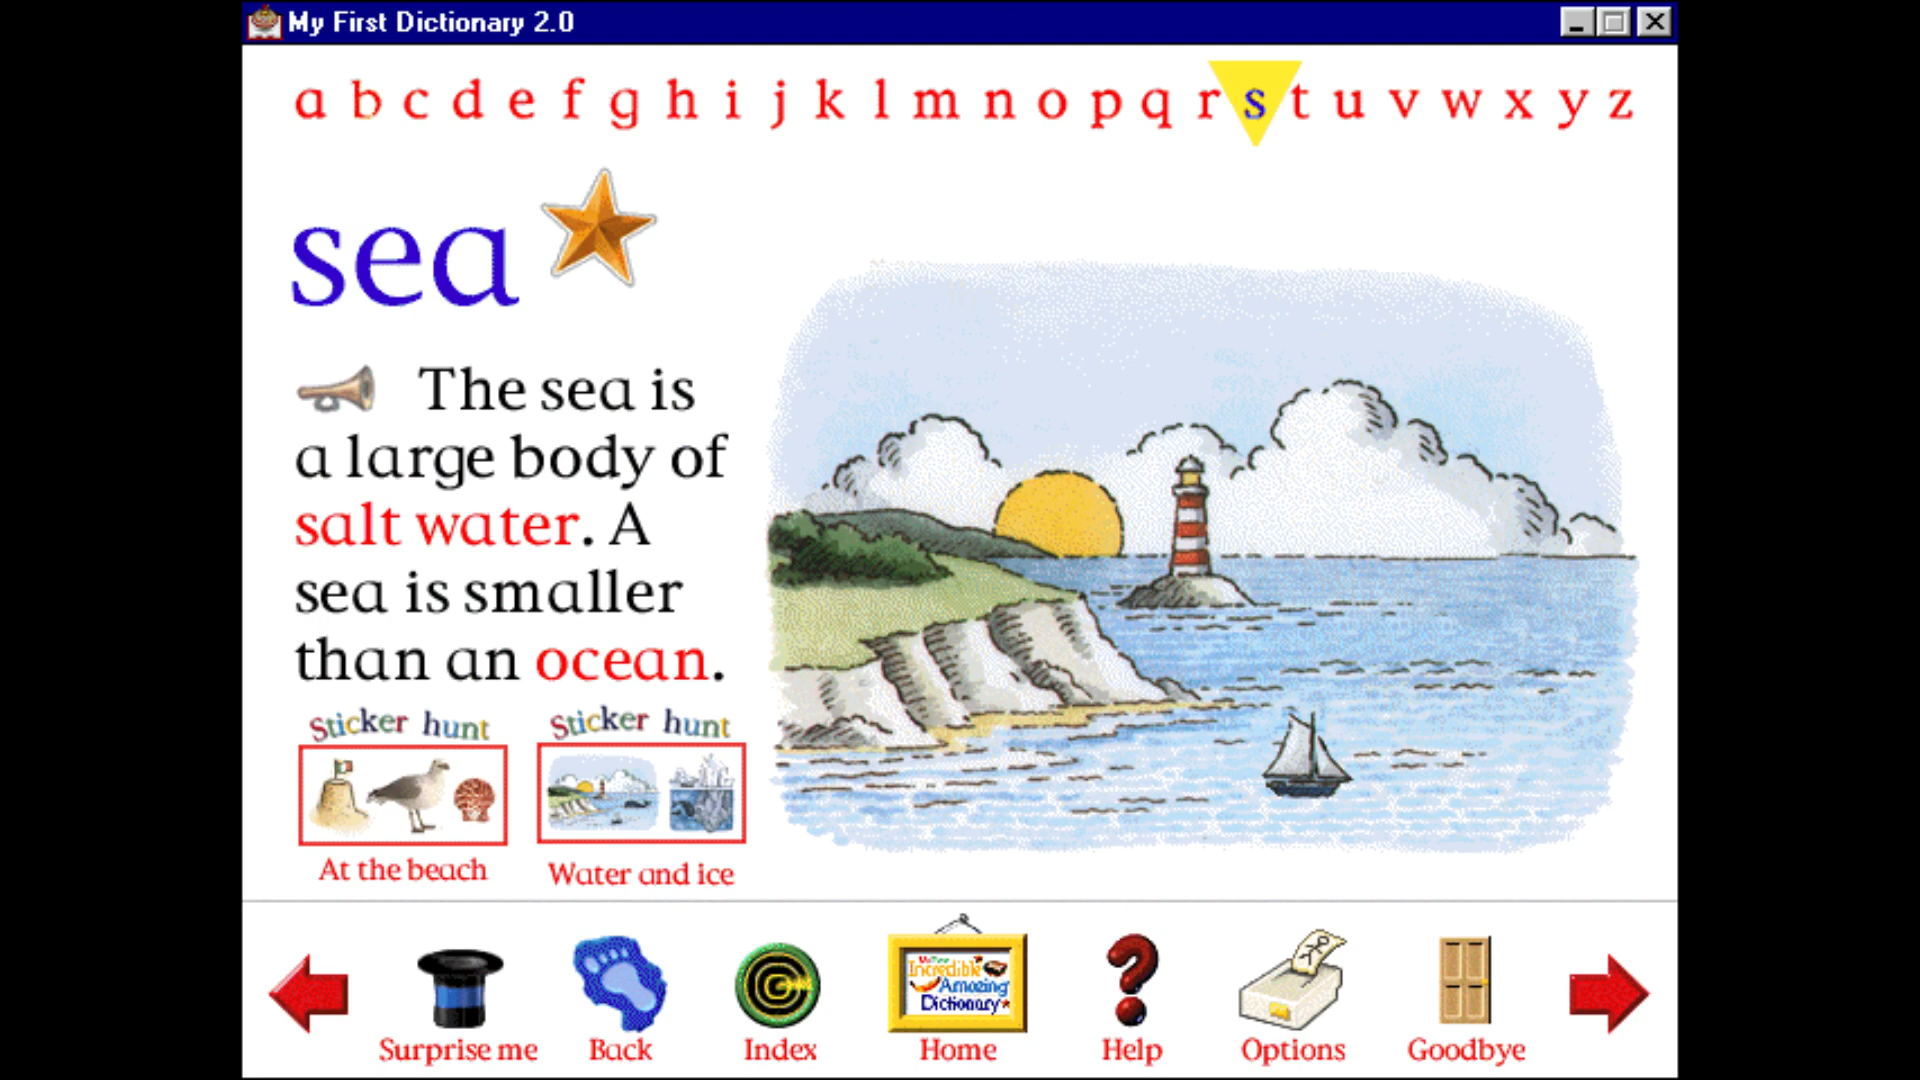 My First Dictionary 2.0
a b c d e f g h i j k l m n o p q r s t u v w x y z
sea
The sea is
a large body of
salt water. A
sea is smaller
than an ocean.
Sticker hunt
Sticker hunt
At the beach
Water and ice
My First
Incredible
Amazing
Dictionary
Surprise me
Back
Index
Home
Help
Options
Goodbye